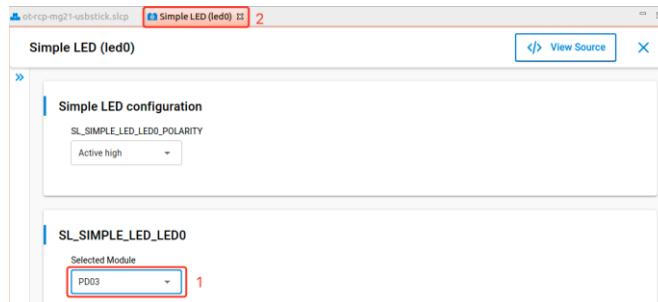 ot-rcp-mg21-usbstick.slcp Simple LED (led0) 2
Simple LED (led0) </> View Source
Simple LED configuration
SL_SIMPLE_LED_LED0_POLARITY
Active high
SL_SIMPLE_LED_LED0
Selected Module
PD03 1